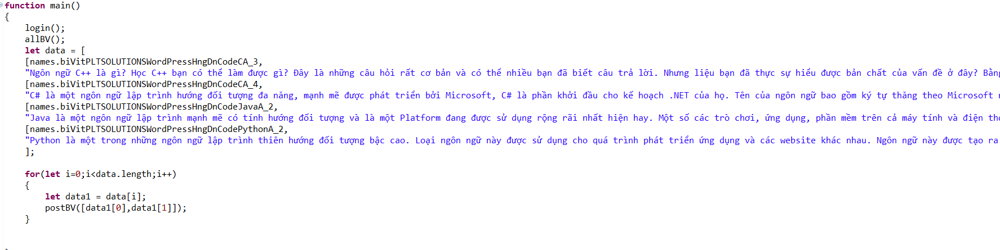 function main()
{
login();
allBV();
let data = [
[names.biVitPLTSOLUTIONSWordPressHngDnCodeCA_3,
"Ngôn ngữ C++ là gì? Học C++ bạn có thể làm được gì? Đây là những câu hỏi rất cơ bản và có thể nhiều bạn đã biết câu trả lời. Nhưng liệu bạn đã thực sự hiểu được bản chất của vấn đề ở đây? Bằng
[names.biVitPLTSOLUTIONSWordPressHngDnCodeCA_4,
"C# là một ngôn ngữ lập trình hướng đối tượng đa năng, mạnh mẽ được phát triển bởi Microsoft, C# là phần khởi đầu cho kế hoạch .NET của họ. Tên của ngôn ngữ bao gồm ký tự thăng theo Microsoft
[names.biVitPLTSOLUTIONSWordPressHngDnCodeJavaA_2,
"Java là một ngôn ngữ lập trình mạnh mẽ có tính hướng đối tượng và là một Platform đang được sử dụng rộng rãi nhất hiện hay. Một số các trò chơi, ứng dụng, phần mềm trên cả máy tính và điện
[names.biVitPLTSOLUTIONSWordPressHngDnCodePythonA_2,
"Python là một trong những ngôn ngữ lập trình thiên hướng đối tượng bậc cao. Loại ngôn ngữ này được sử dụng cho quá trình phát triển ứng dụng và các website khác nhau. Ngôn ngữ này được tạo ra
];
for(let i=0;i<data.length;i++)
{
let data1 = data[i];
postBV([data1[0],data1[1]]);
}